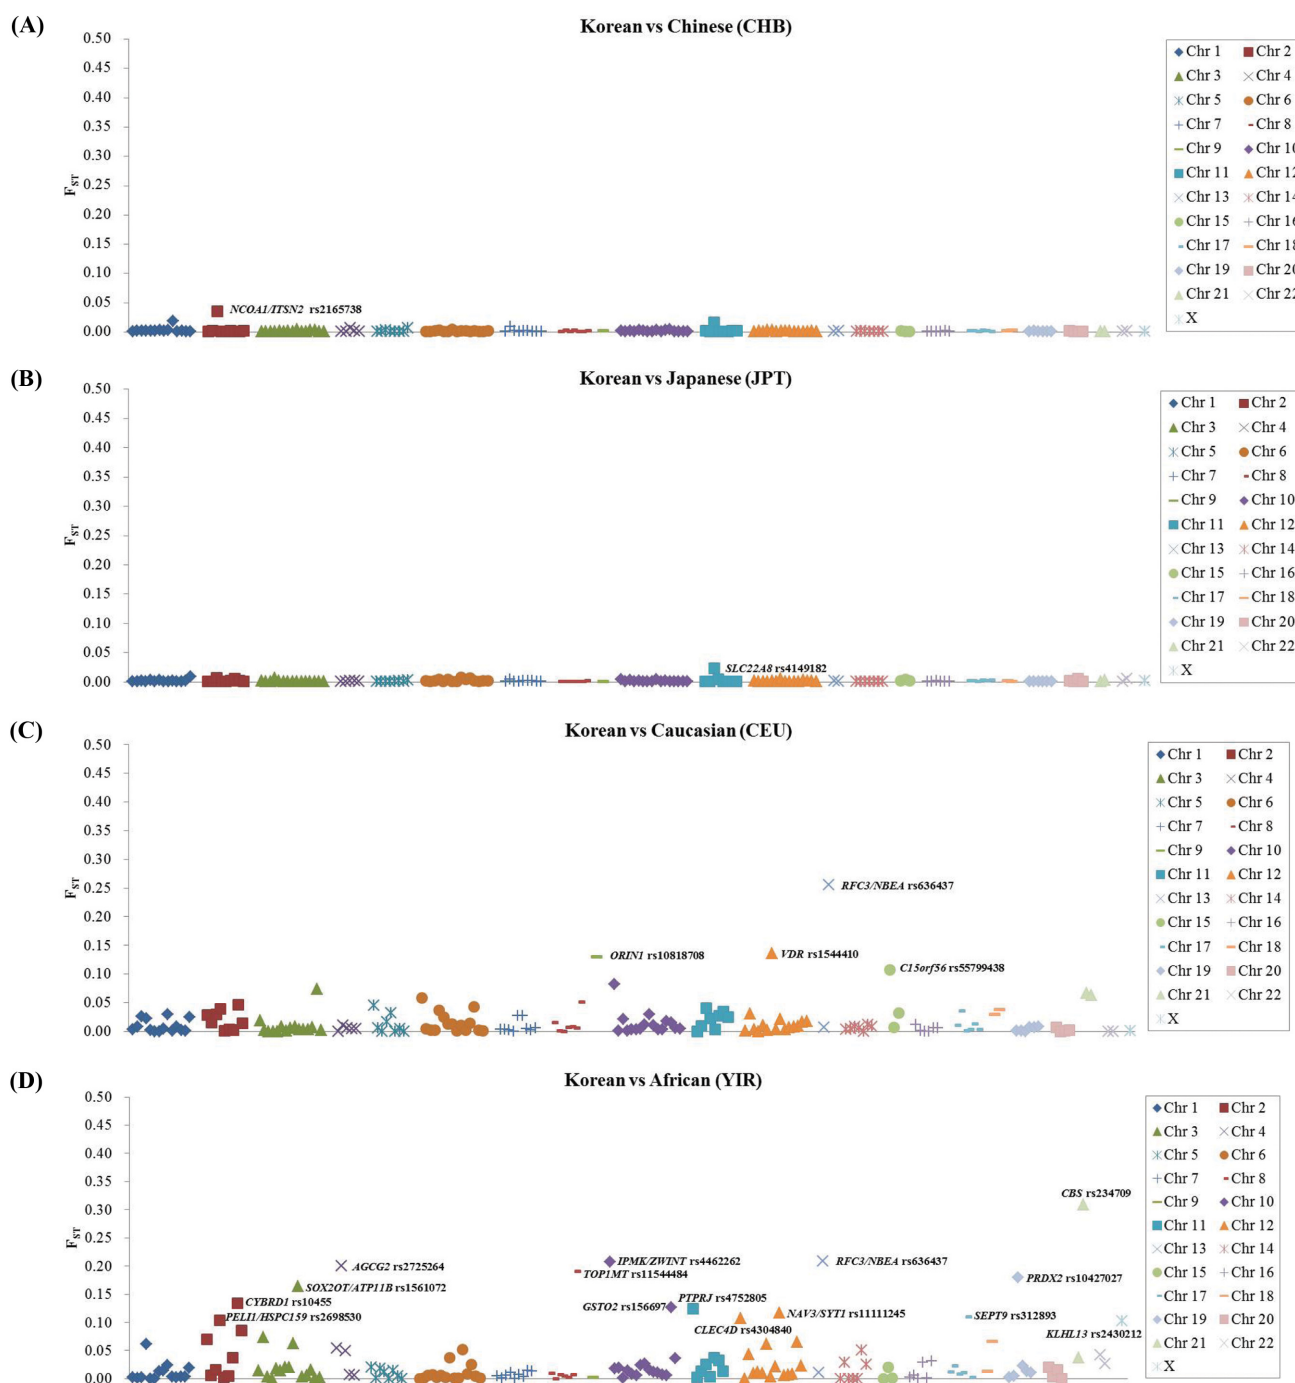 (A)
Korean vs Chinese (CHB)
0.50
0.45
0.40
0.35
0.30
0.25
0.20
0.15
0.10
0.05
0.00
FST
NCOA1/ITSN2 rs2165738
Chr 1 Chr 2
Chr 3 Chr 4
Chr 5 Chr 6
Chr 7 Chr 8
Chr 9 Chr 10
Chr 11 Chr 12
Chr 13 Chr 14
Chr 15 Chr 16
Chr 17 Chr 18
Chr 19 Chr 20
Chr 21 Chr 22
X
(B)
Korean vs Japanese (JPT)
0.50
0.45
0.40
0.35
0.30
0.25
0.20
0.15
0.10
0.05
0.00
FST
SLC22A8 rs4149182
Chr 1 Chr 2
Chr 3 Chr 4
Chr 5 Chr 6
Chr 7 Chr 8
Chr 9 Chr 10
Chr 11 Chr 12
Chr 13 Chr 14
Chr 15 Chr 16
Chr 17 Chr 18
Chr 19 Chr 20
Chr 21 Chr 22
X
(C)
Korean vs Caucasian (CEU)
0.50
0.45
0.40
0.35
0.30
0.25
0.20
0.15
0.10
0.05
0.00
FST
RFC3/NBEA rs636437
ORIN1 rs10818708
VDR rs1544410
C15orf56 rs55799438
Chr 1 Chr 2
Chr 3 Chr 4
Chr 5 Chr 6
Chr 7 Chr 8
Chr 9 Chr 10
Chr 11 Chr 12
Chr 13 Chr 14
Chr 15 Chr 16
Chr 17 Chr 18
Chr 19 Chr 20
Chr 21 Chr 22
X
(D)
Korean vs African (YIR)
0.50
0.45
0.40
0.35
0.30
0.25
0.20
0.15
0.10
0.05
0.00
FST
CBS rs234709
AGCG2 rs2725264
IPMK/ZWINT rs4462262
RFC3/NBEA rs636437
TOP1MT rs11544484
PRDX2 rs10427027
SOX2OT/ATP11B rs1561072
CYBRD1 rs10455
PTPRJ rs4752805
GSTO2 rs156697
PELI1/HSPC159 rs2698530
NAV3/SYT1 rs11111245
SEPT9 rs312893
CLEC4D rs4304840
KLHL13 rs2430212
Chr 1 Chr 2
Chr 3 Chr 4
Chr 5 Chr 6
Chr 7 Chr 8
Chr 9 Chr 10
Chr 11 Chr 12
Chr 13 Chr 14
Chr 15 Chr 16
Chr 17 Chr 18
Chr 19 Chr 20
Chr 21 Chr 22
X